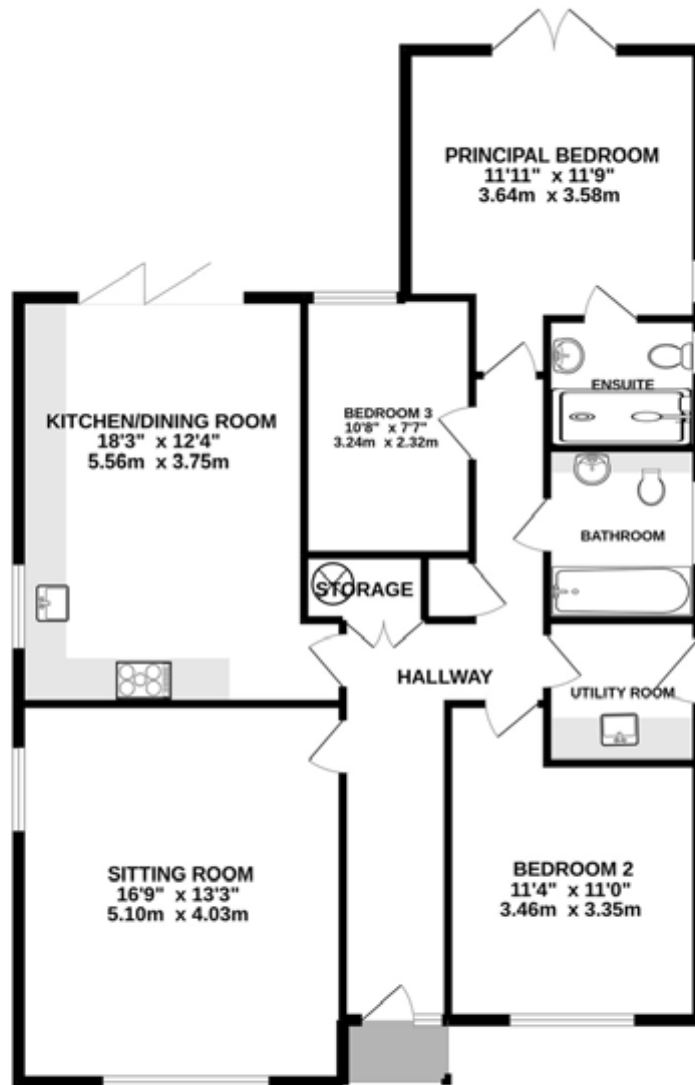 PRINCIPAL BEDROOM
11'11" x 11'9"
3.64m x 3.58m
ENSUITE
KITCHEN/DINING ROOM
18'3" x 12'4"
5.56m x 3.75m
BEDROOM 3
10'8" x 7'7"
3.24m x 2.32m
BATHROOM
STORAGE
HALLWAY
UTILITY ROOM
SITTING ROOM
16'9" x 13'3"
5.10m x 4.03m
BEDROOM 2
11'4" x 11'0"
3.46m x 3.35m